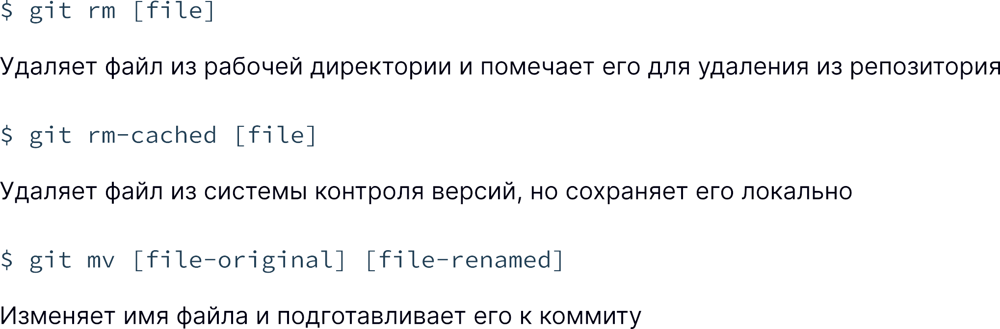 $ git rm [file]
Удаляет файл из рабочей директории и помечает его для удаления из репозитория
$ git rm-cached [file]
Удаляет файл из системы контроля версий, но сохраняет его локально
$ git mv [file-original] [file-renamed]
Изменяет имя файла и подготавливает его к коммиту